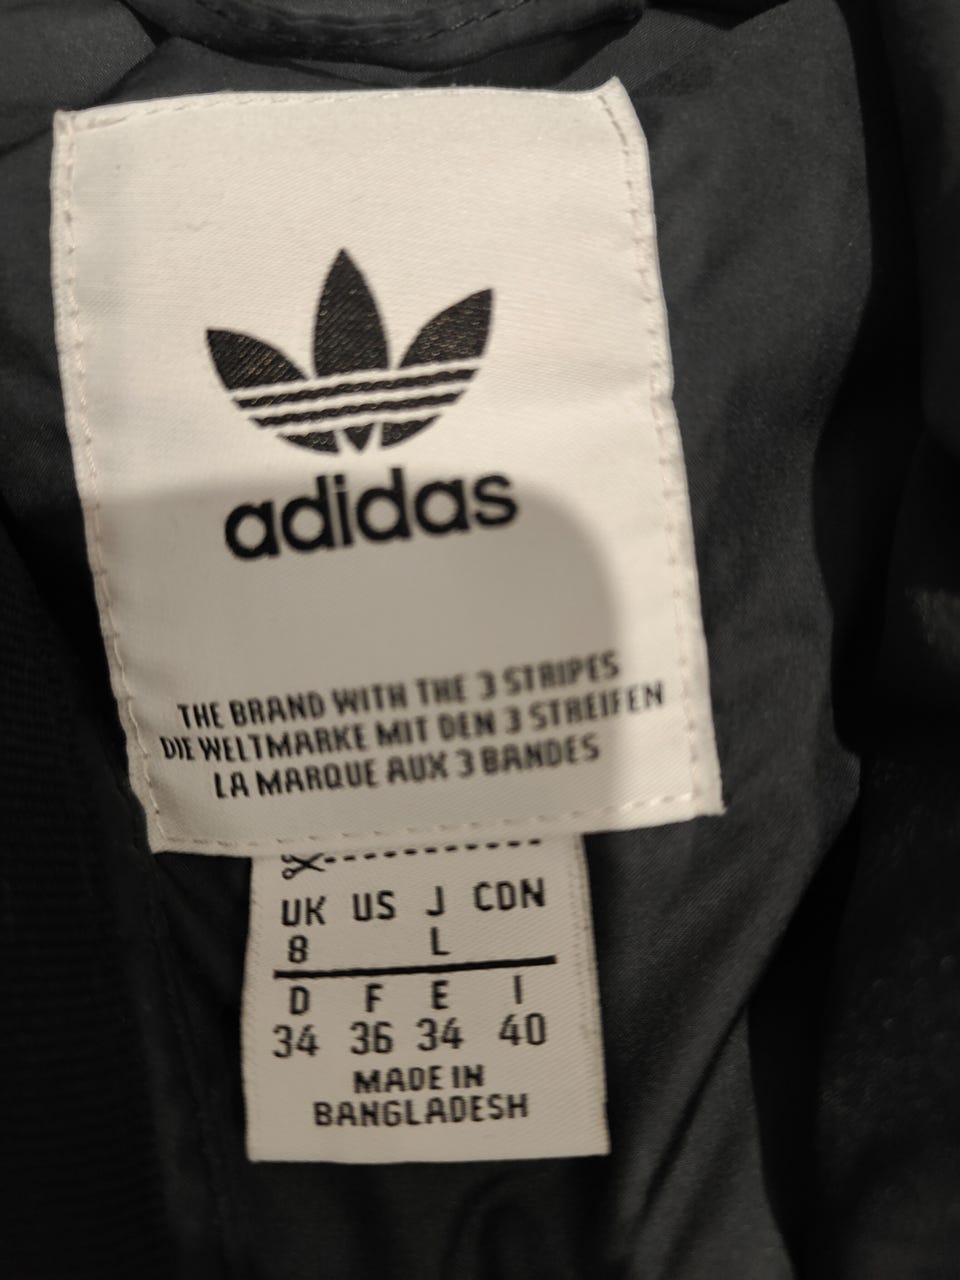 adidas
THE BRAND WITH THE 3 STRIPES
DIE WELTMARKE MIT DEN 3 STREIFEN
LA MARQUE AUX 3 BANDES
UK US J CDN
8 L
D F E I
34 36 34 40
MADE IN
BANGLADESH